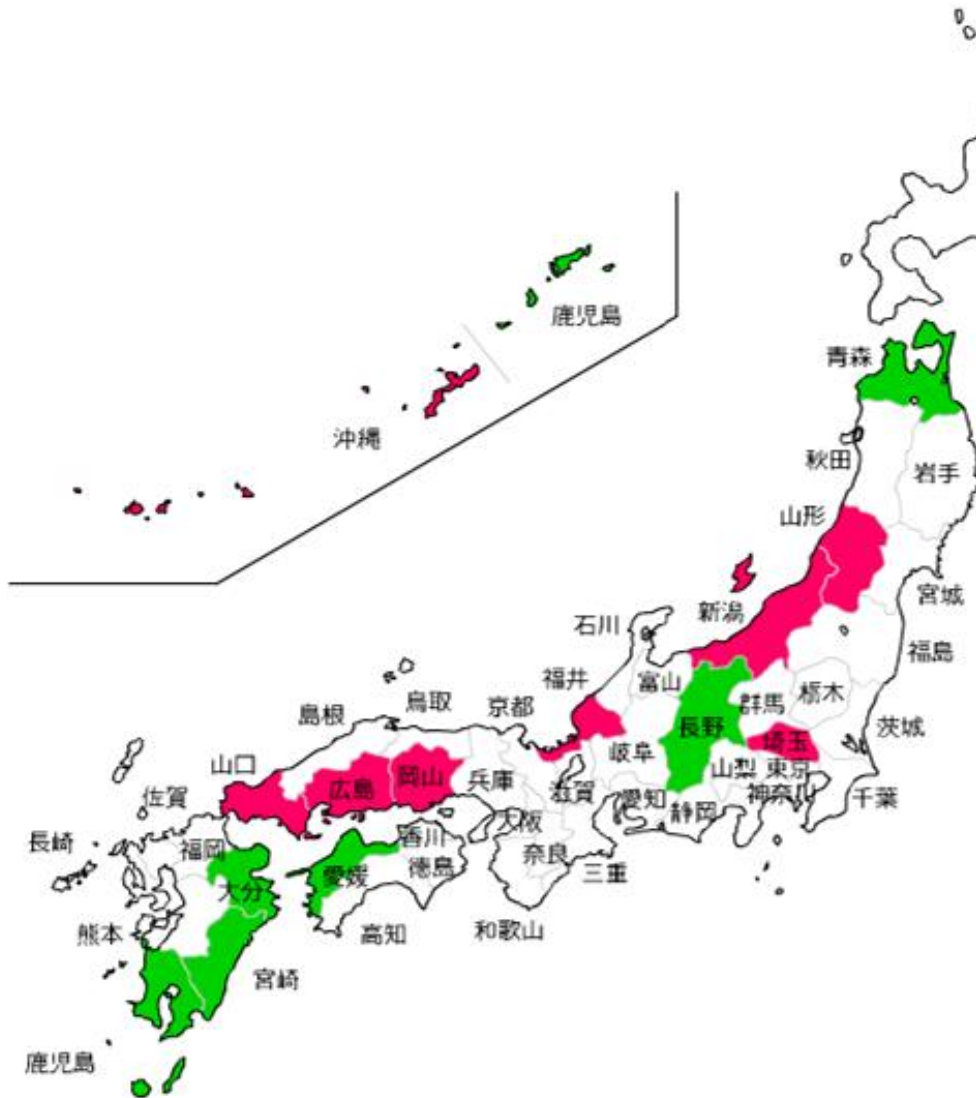 鹿児島
青森
沖縄
秋田
岩手
山形
宮城
新潟
石川
福島
福井
富山
群馬
栃木
鳥取
京都
島根
長野
茨城
埼玉
山口
岐阜
広島
岡山
兵庫
山梨
東京
佐賀
滋賀
愛知
神奈川
千葉
静岡
長崎
福岡
香川
大阪
奈良
徳島
三重
大分
愛媛
熊本
高知
和歌山
宮崎
鹿児島